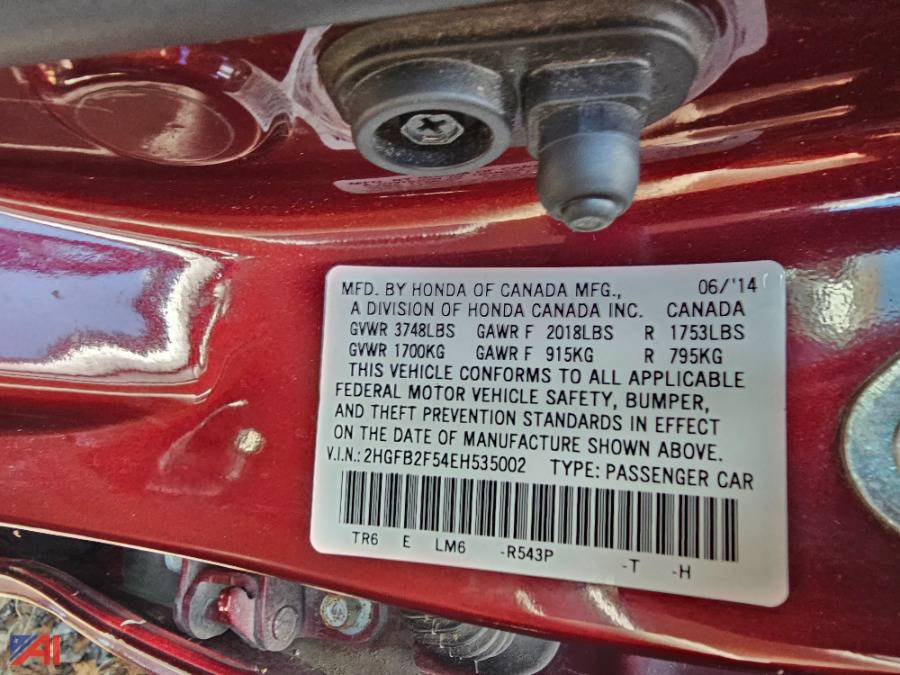 MFD. BY HONDA OF CANADA MFG., 06/'14
A DIVISION OF HONDA CANADA INC. CANADA
GVWR 3748LBS GAWR F 2018LBS R 1753LBS
GVWR 1700KG GAWR F 915KG R 795KG
THIS VEHICLE CONFORMS TO ALL APPLICABLE
FEDERAL MOTOR VEHICLE SAFETY, BUMPER,
AND THEFT PREVENTION STANDARDS IN EFFECT
ON THE DATE OF MANUFACTURE SHOWN ABOVE.
V.I.N.: 2HGFB2F54EH535002 TYPE: PASSENGER CAR
TR6 E LM6 -R543P -T -H
AI